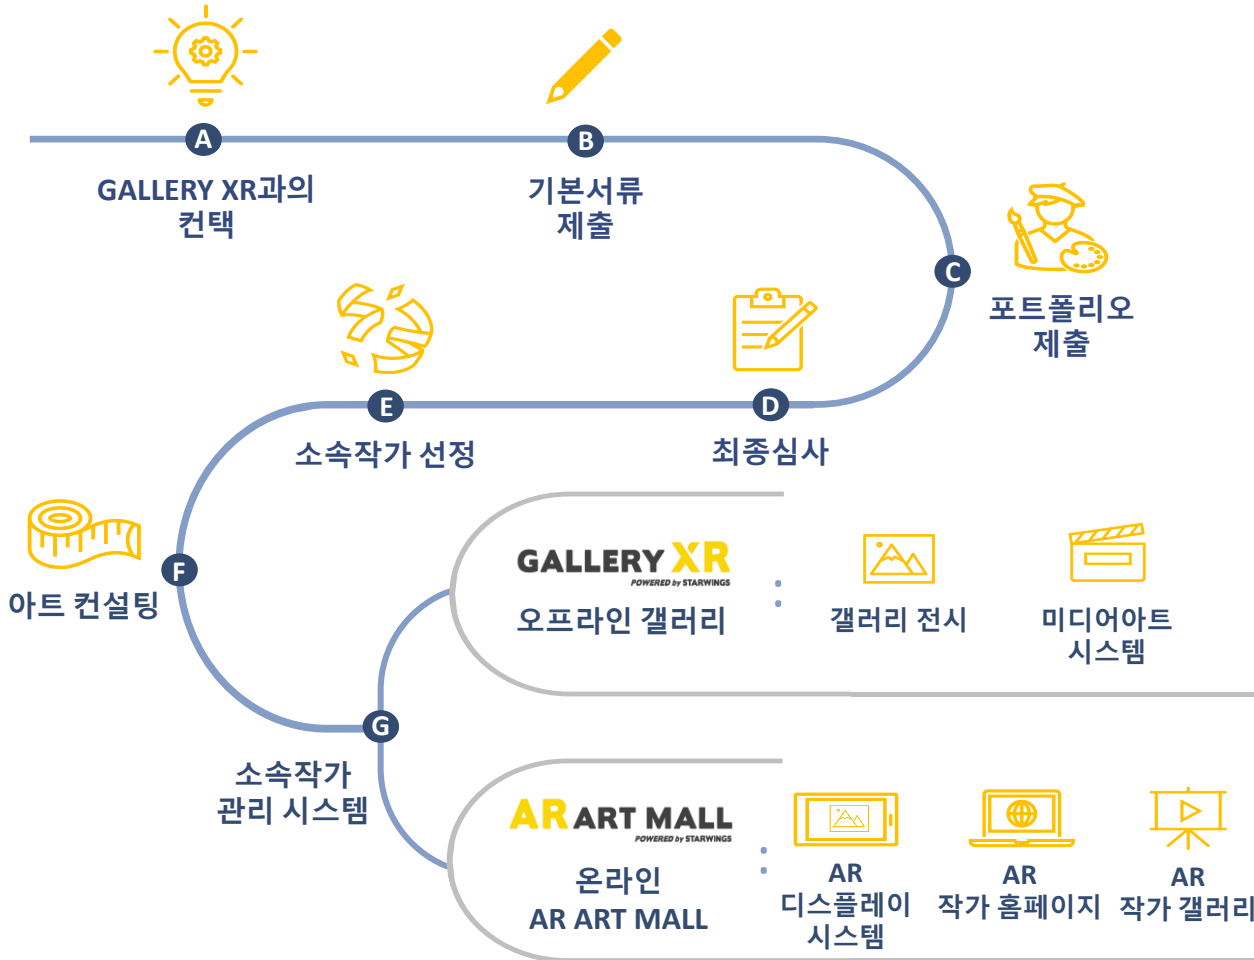 A
GALLERY XR과의
컨택
B
기본서류
제출
C
포트폴리오
제출
D
최종심사
E
소속작가 선정
F
아트 컨설팅
G
소속작가
관리 시스템
GALLERY XR
POWERED by STARWINGS
오프라인 갤러리
:
갤러리 전시
미디어아트
시스템
AR ART MALL
POWERED by STARWINGS
온라인
AR ART MALL
:
AR
디스플레이
시스템
AR
작가 홈페이지
AR
작가 갤러리